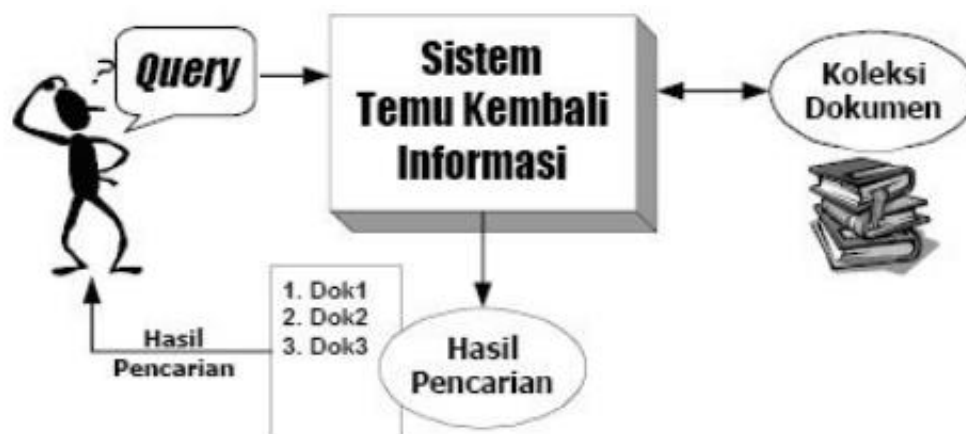 ?
Query
Sistem
Temu Kembali
Informasi
Koleksi
Dokumen
1. Dok1
2. Dok2
3. Dok3
Hasil
Pencarian
Hasil
Pencarian